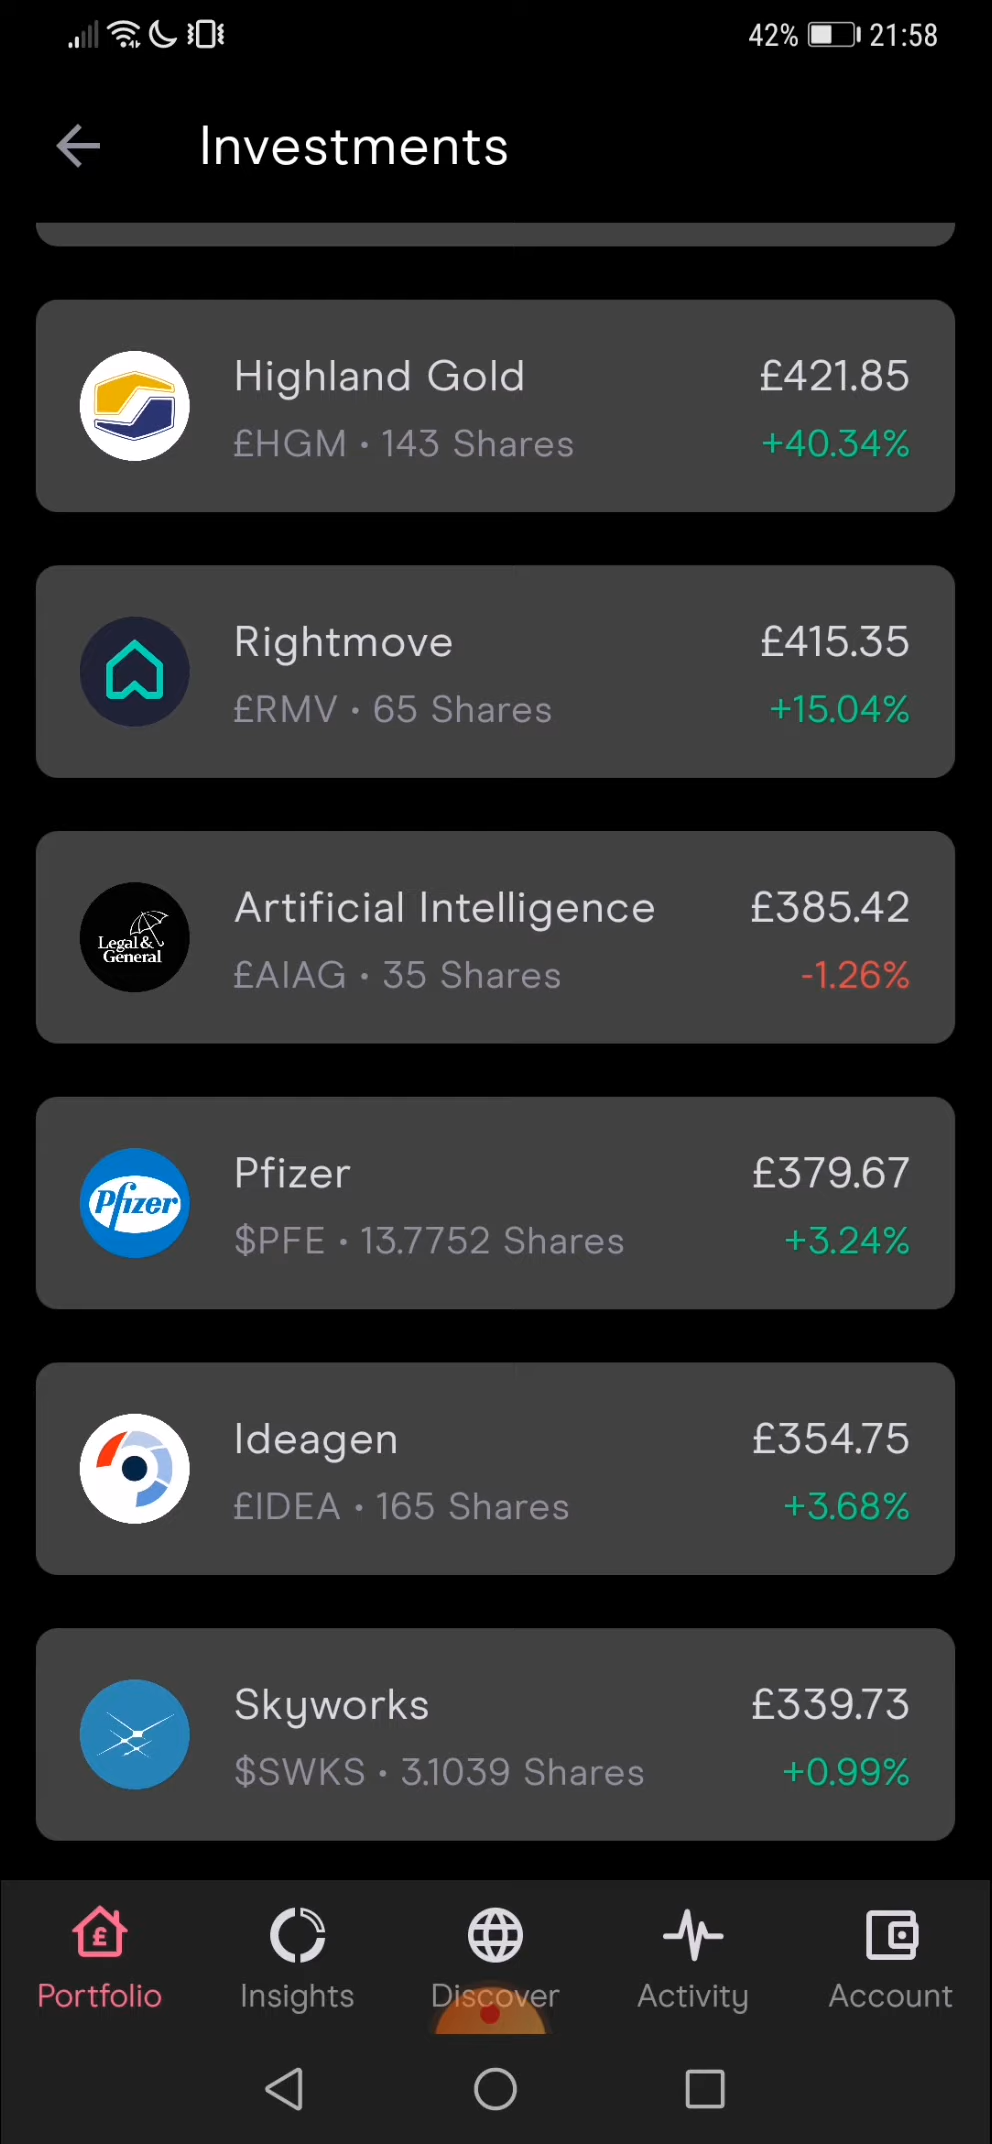 42% 21:58
Investments
Highland Gold £421.85
£HGM • 143 Shares +40.34%
Rightmove £415.35
£RMV • 65 Shares +15.04%
Legal &
General
Artificial Intelligence £385.42
£AIAG • 35 Shares -1.26%
Pfizer
Pfizer £379.67
$PFE • 13.7752 Shares +3.24%
Ideagen £354.75
£IDEA • 165 Shares +3.68%
Skyworks £339.73
$SWKS • 3.1039 Shares +0.99%
£
Portfolio Insights Discover Activity Account